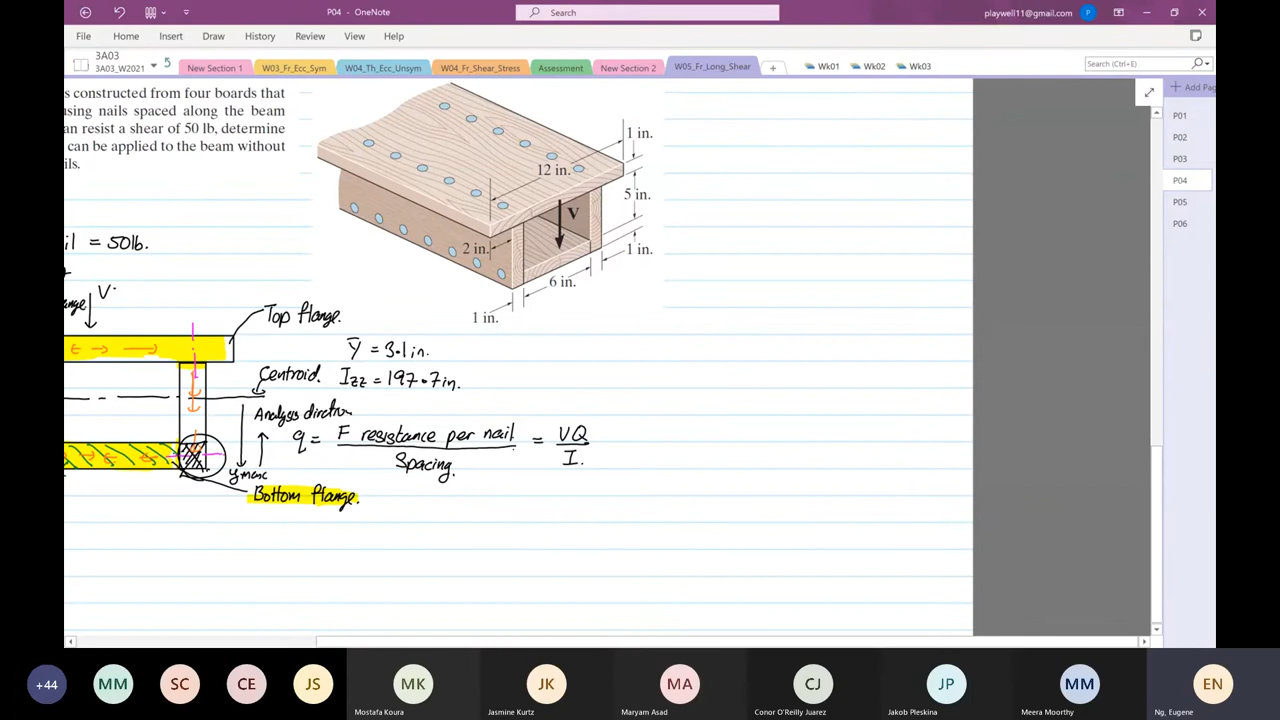 P04 - OneNote
Search
playwell11@gmail.com
P
File Home Insert Draw History Review View Help
3A03
3A03_W2021
5
New Section 1
W03_Fr_Ecc_Sym
W04_Th_Ecc_Unsym
W04_Fr_Shear_Stress
Assessment
New Section 2
W05_Fr_Long_Shear
+
Wk01
Wk02
Wk03
Search (Ctrl+E)
Add Pag
P01
P02
P03
P04
P05
P06
s constructed from four boards that
using nails spaced along the beam
an resist a shear of 50 lb, determine
can be applied to the beam without
ils.
1 in.
12 in.
5 in.
V
2 in.
1 in.
6 in.
1 in.
il = 50lb.
ange
V
Top flange.
Y̅ = 3.1 in.
Centroid.
Izz = 197.7 in.
Analysis direction
q = F resistance per nail / Spacing. = VQ / I.
ymax
Bottom flange.
+44
MM
SC
CE
JS
MK
Mostafa Koura
JK
Jasmine Kurtz
MA
Maryam Asad
CJ
Conor O'Reilly Juarez
JP
Jakob Pleskina
MM
Meera Moorthy
EN
Ng, Eugene